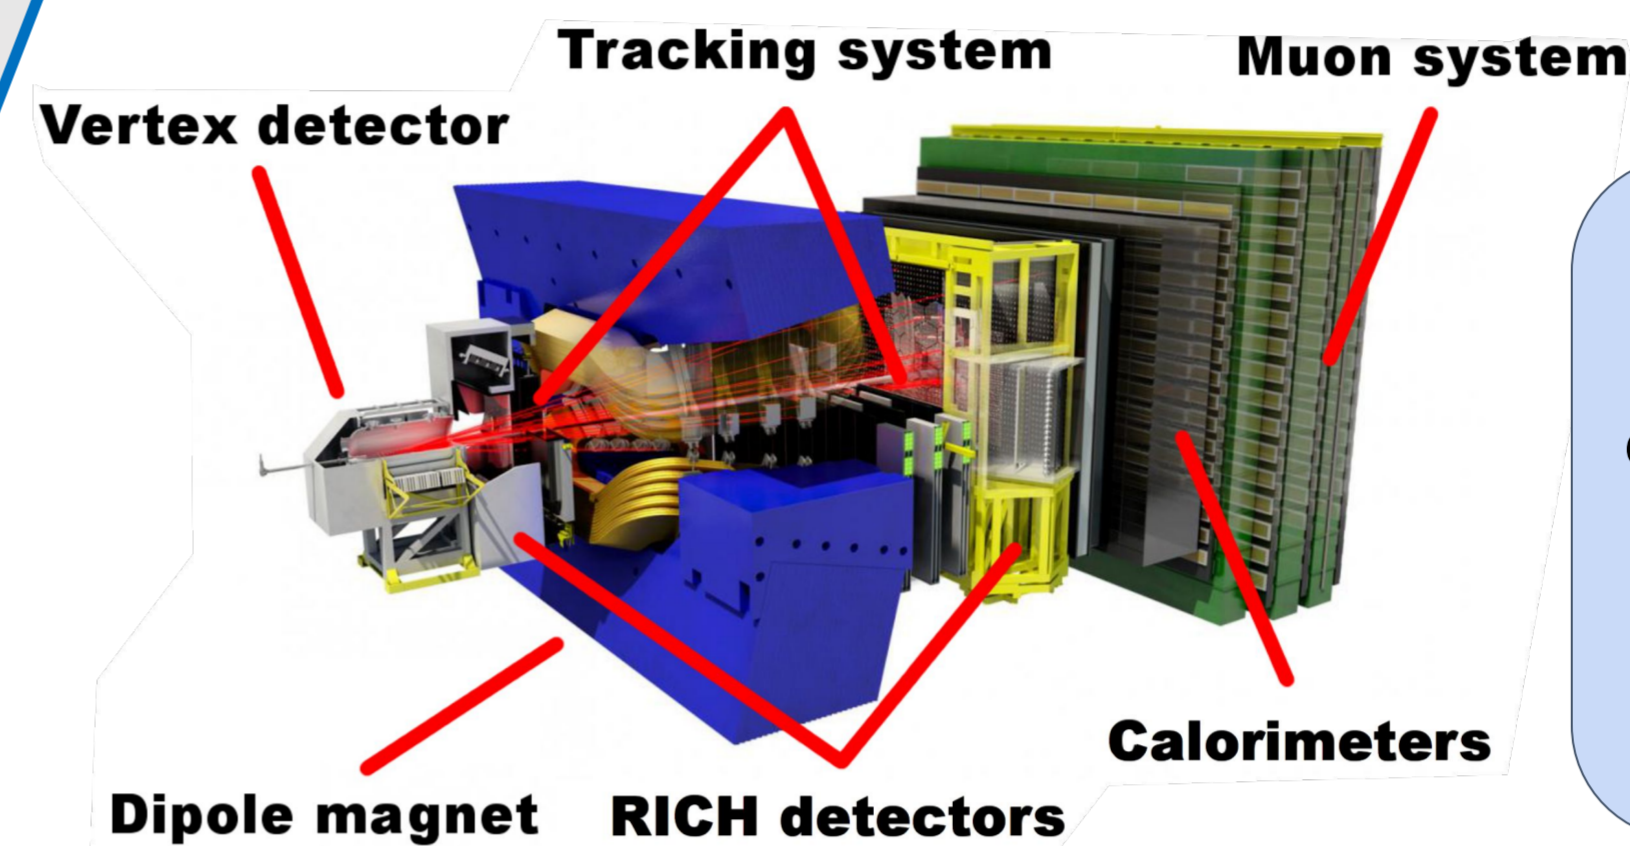 Tracking system
Muon system
Vertex detector
Calorimeters
Dipole magnet
RICH detectors